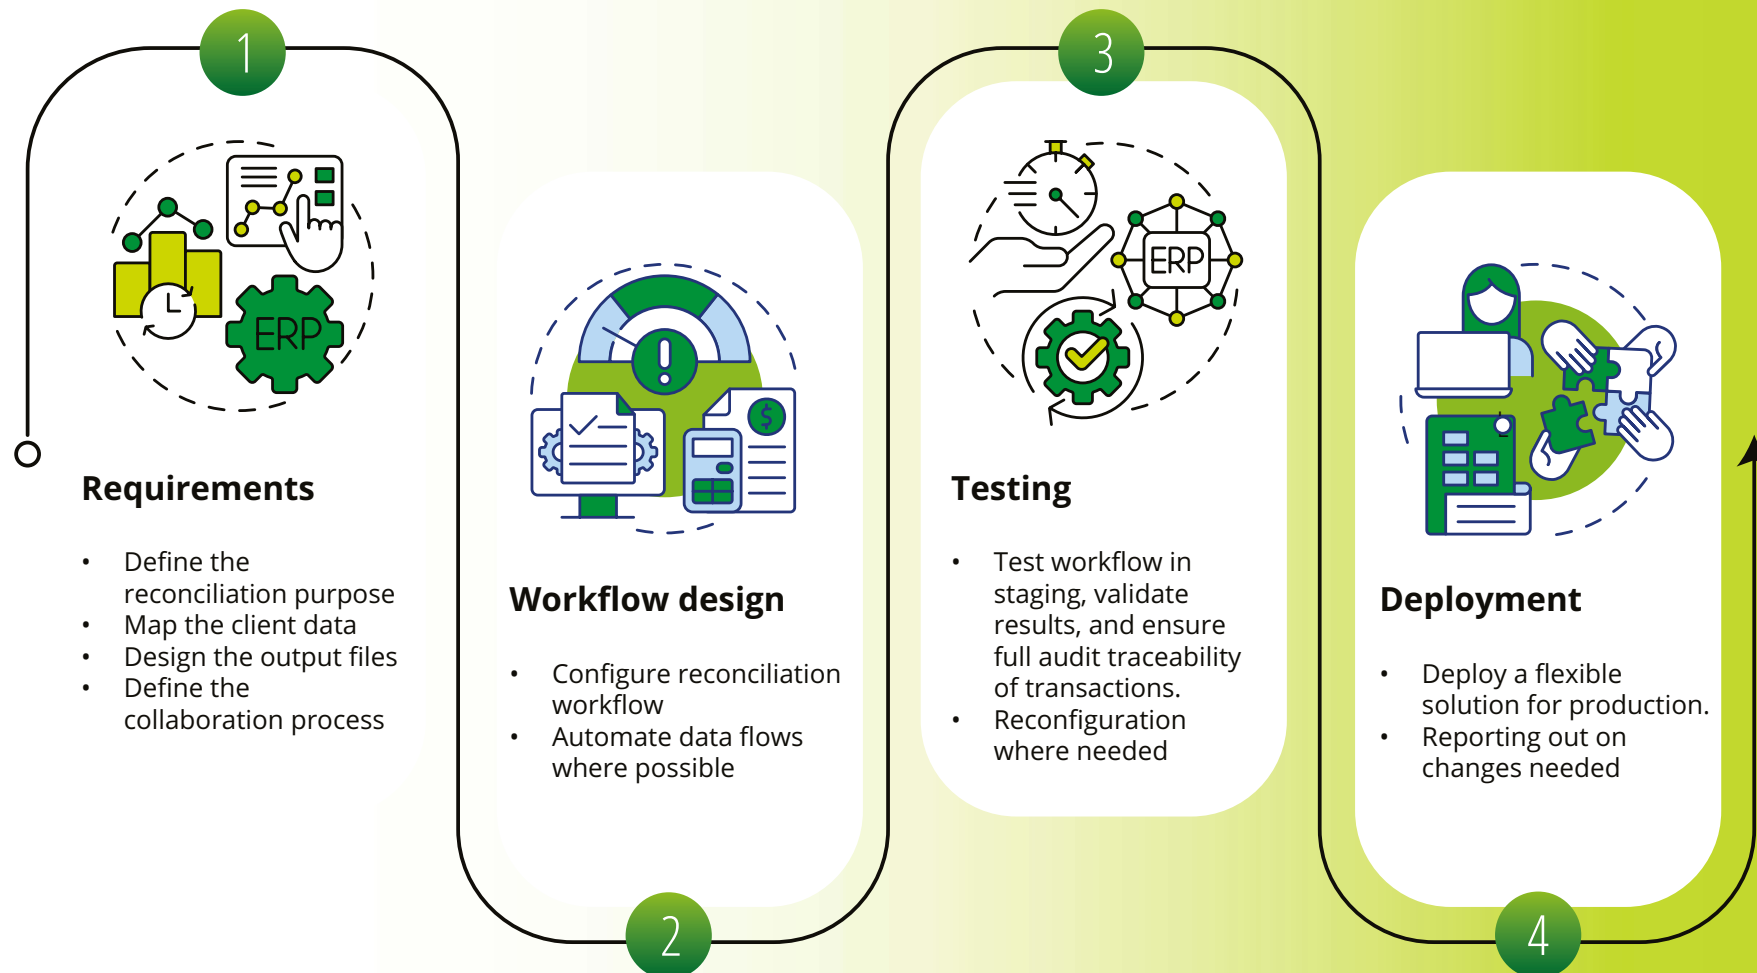 1
ERP
Requirements
• Define the
reconciliation purpose
• Map the client data
• Design the output files
• Define the
collaboration process
2
$
Workflow design
• Configure reconciliation
workflow
• Automate data flows
where possible
3
ERP
Testing
• Test workflow in
staging, validate
results, and ensure
full audit traceability
of transactions.
• Reconfiguration
where needed
4
Deployment
• Deploy a flexible
solution for production.
• Reporting out on
changes needed